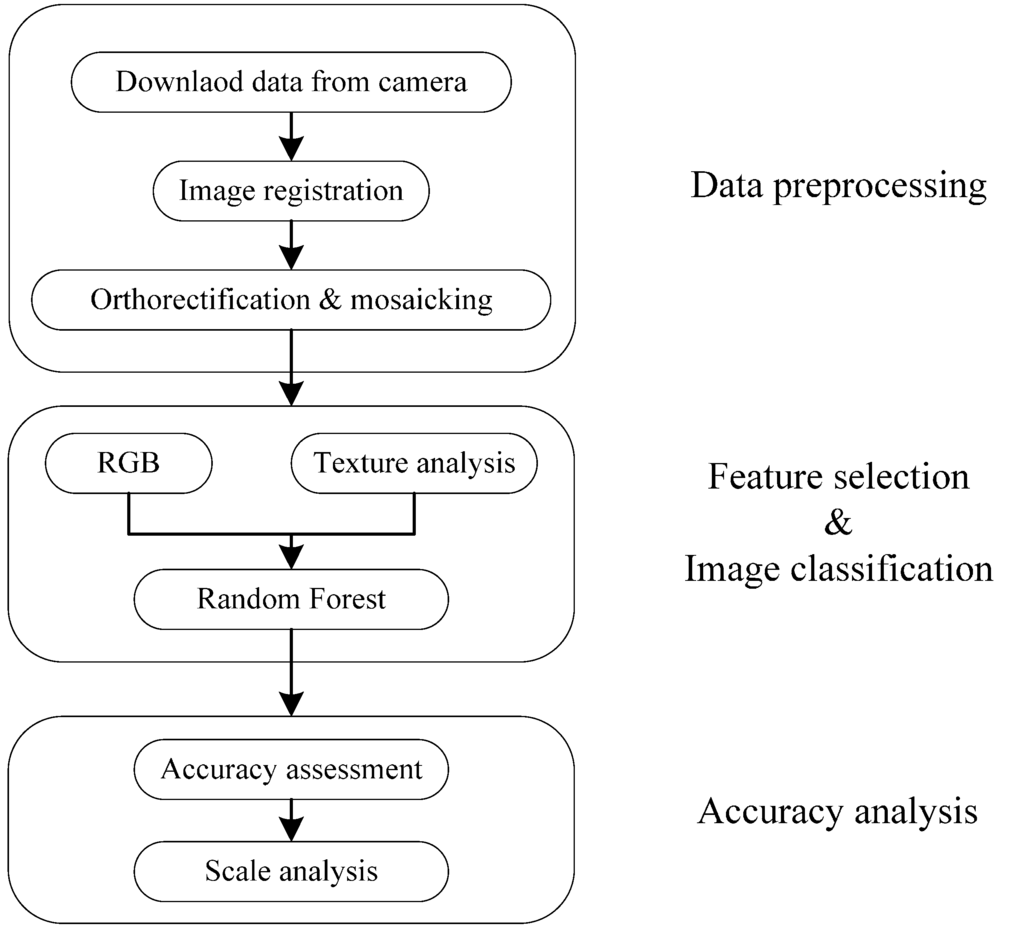 Downlaod data from camera
Image registration
Orthorectification & mosaicking
Data preprocessing
RGB
Texture analysis
Random Forest
Feature selection
&
Image classification
Accuracy assessment
Scale analysis
Accuracy analysis